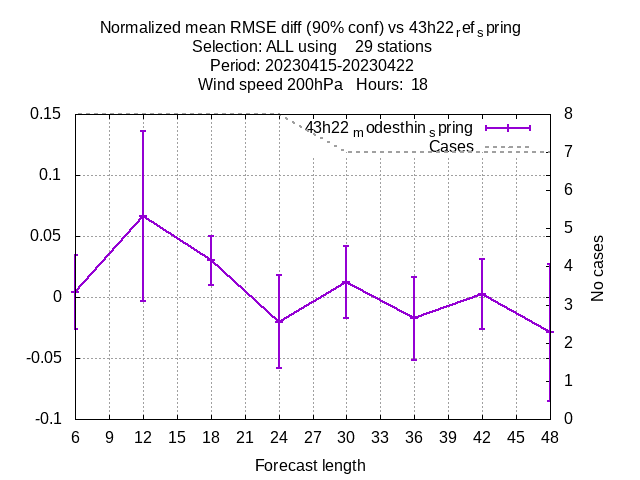 Normalized mean RMSE diff (90% conf) vs 43h22ref spring
Selection: ALL using 29 stations
Period: 20230415-20230422
Wind speed 200hPa Hours: 18
43h22modesthinspring
Cases
0.15
0.1
0.05
0
-0.05
-0.1
8
7
6
5
4
3
2
1
0
No cases
6 9 12 15 18 21 24 27 30 33 36 39 42 45 48
Forecast length